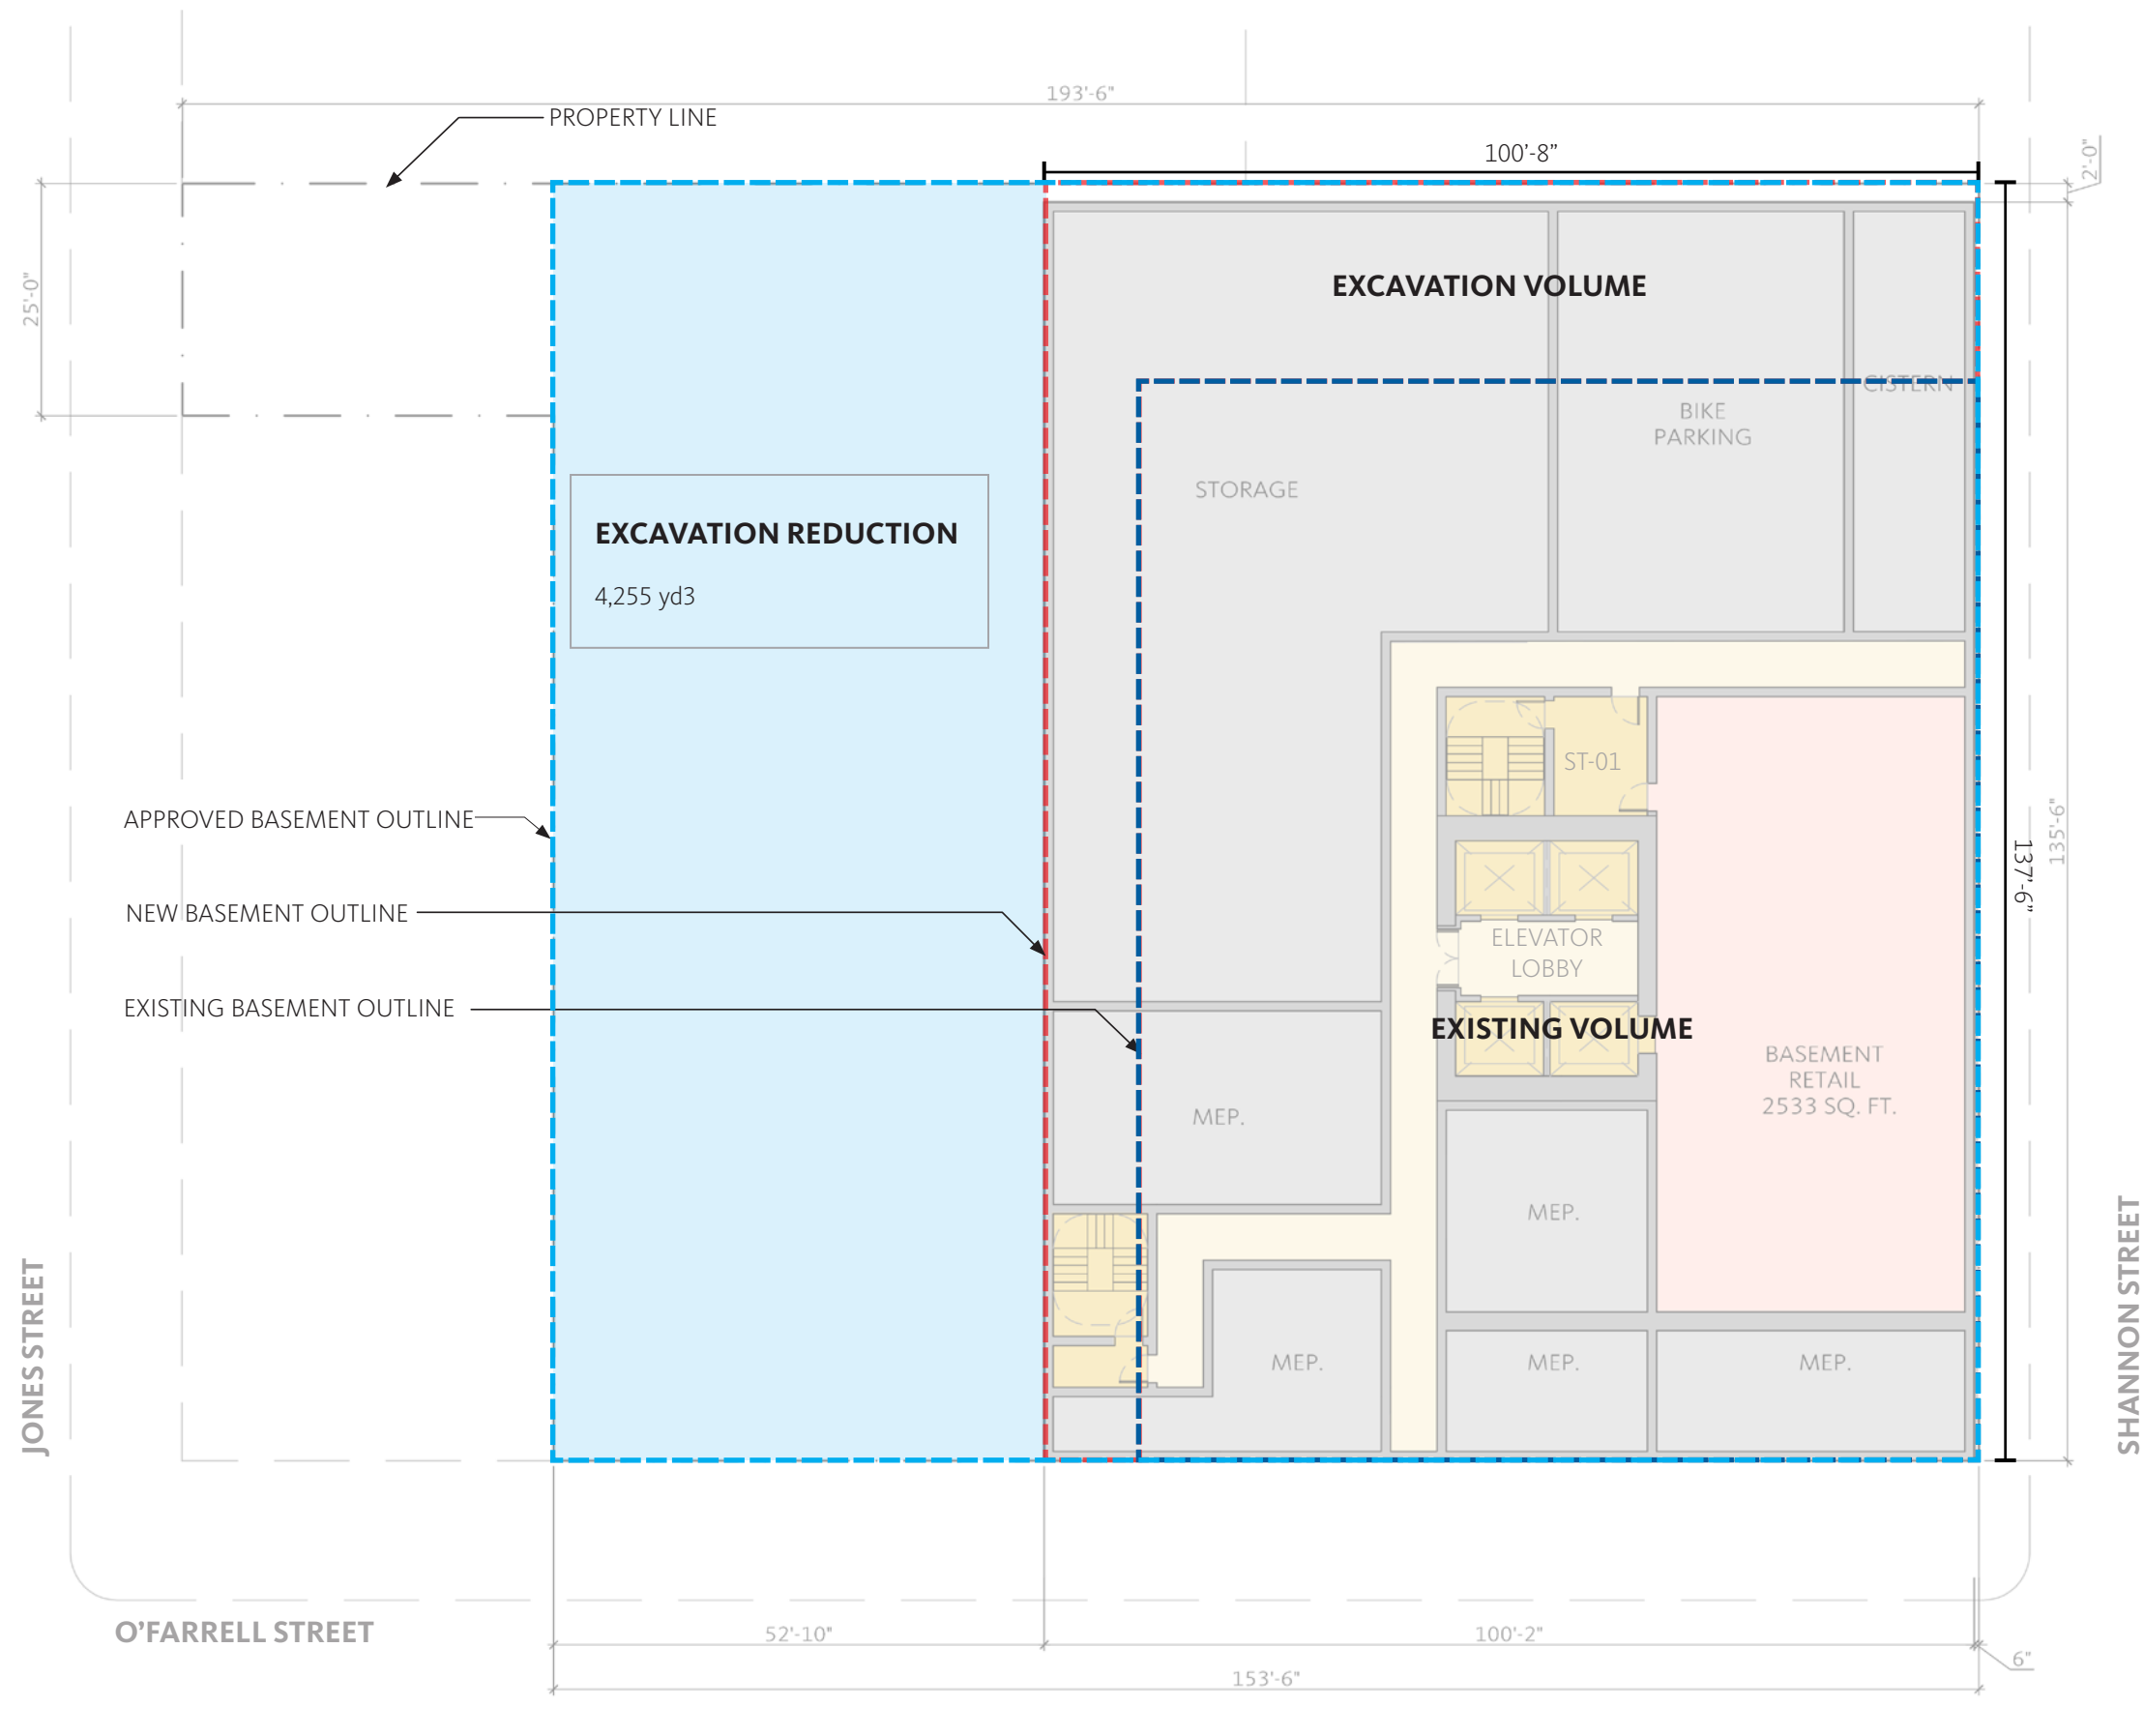 193'-6"
PROPERTY LINE
100'-8”
2'-0"
25'-0"
EXCAVATION VOLUME
CISTERN
BIKE
PARKING
STORAGE
EXCAVATION REDUCTION
4,255 yd3
ST-01
APPROVED BASEMENT OUTLINE
135'-6"
137'-6”
NEW BASEMENT OUTLINE
ELEVATOR
LOBBY
EXISTING BASEMENT OUTLINE
EXISTING VOLUME
BASEMENT
RETAIL
2533 SQ. FT.
MEP.
MEP.
MEP.
MEP.
MEP.
JONES STREET
SHANNON STREET
O’FARRELL STREET
52'-10"
100'-2"
6"
153'-6"